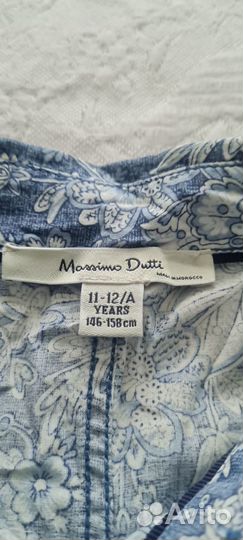 Massimo Dutti
MADE IN MOROCCO
11-12/A
YEARS
146-158cm
Avito